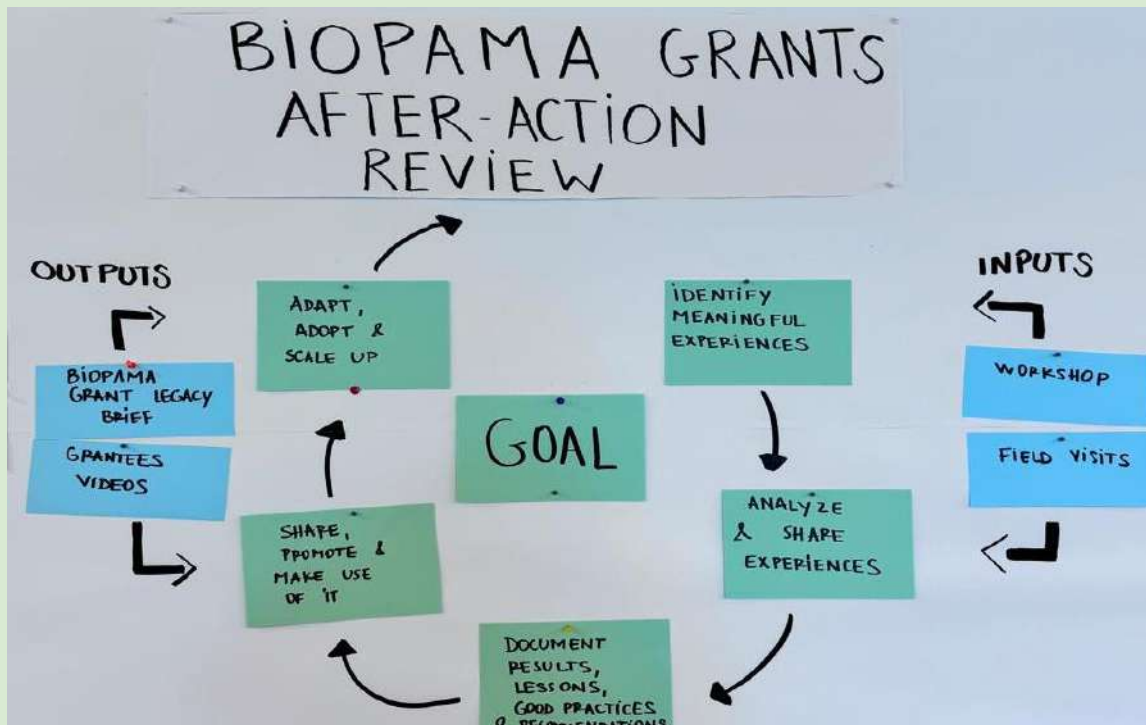 BIOPAMA GRANTS
AFTER-ACTION
REVIEW
OUTPUTS
INPUTS
ADAPT,
ADOPT &
SCALE UP
IDENTIFY
MEANINGFUL
EXPERIENCES
BIOPAMA
GRANT LEGACY
BRIEF
WORKSHOP
GOAL
GRANTEES
VIDEOS
FIELD VISITS
SHARE,
PROMOTE &
MAKE USE
OF IT
ANALYZE
& SHARE
EXPERIENCES
DOCUMENT
RESULTS,
LESSONS,
GOOD PRACTICES
&